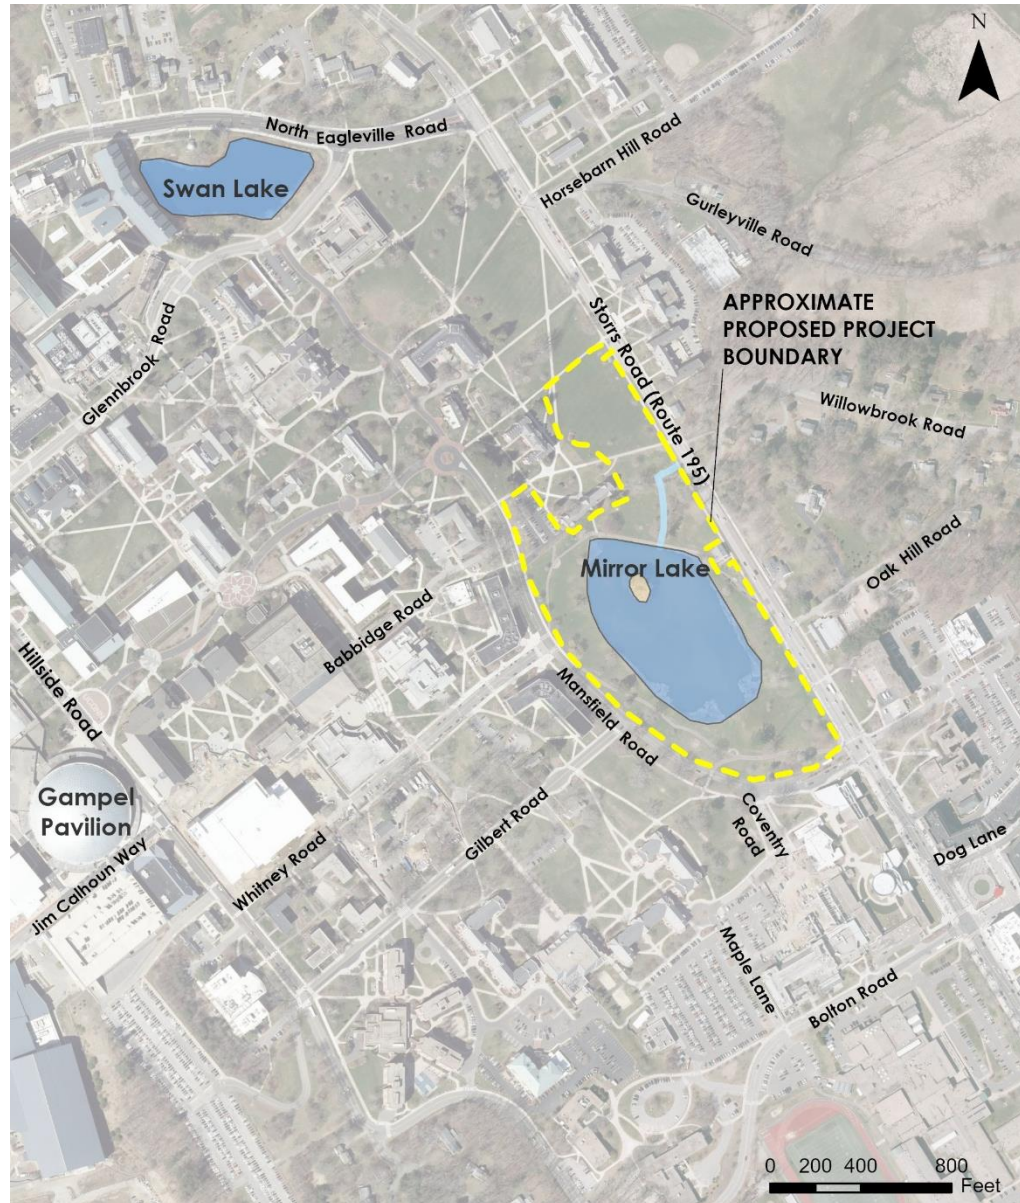 N
North Eagleville Road
Swan Lake
Horsebarn Hill Road
Gurleyville Road
Glennbrook Road
Storrs Road (Route 195)
APPROXIMATE
PROPOSED PROJECT
BOUNDARY
Willowbrook Road
Oak Hill Road
Mirror Lake
Babbidge Road
Hillside Road
Mansfield Road
Gampel
Pavilion
Jim Calhoun Way
Whitney Road
Gilbert Road
Coventry
Road
Dog Lane
Maple Lane
Bolton Road
0 200 400 800
Feet